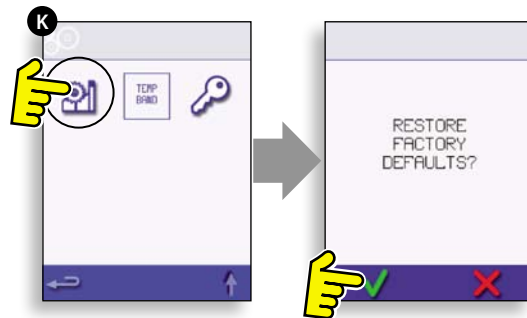 K
TEMP
BAND
RESTORE
FACTORY
DEFAULTS?